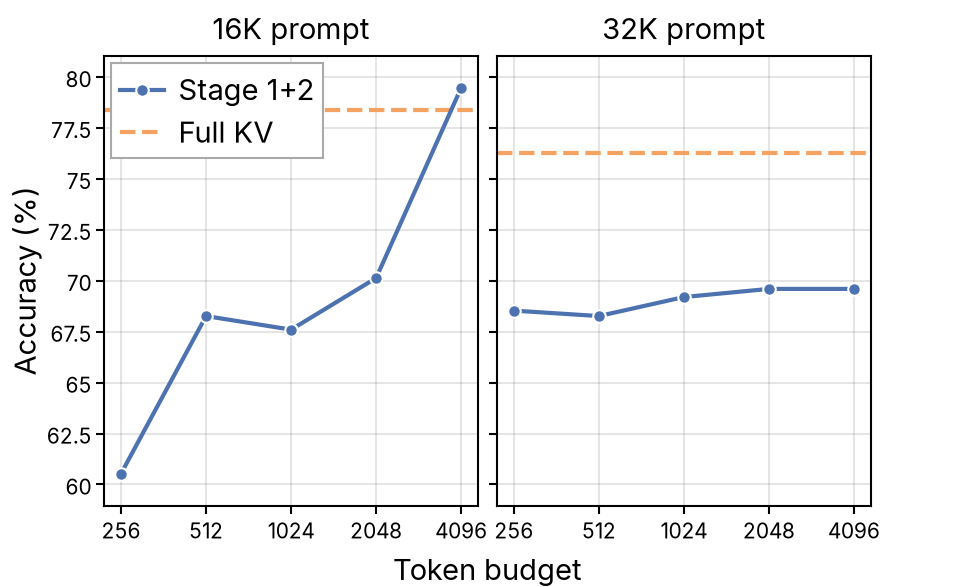 16K prompt
32K prompt
Stage 1+2
Full KV
Accuracy (%)
80
77.5
75
72.5
70
67.5
65
62.5
60
256 512 1024 2048 4096
256 512 1024 2048 4096
Token budget